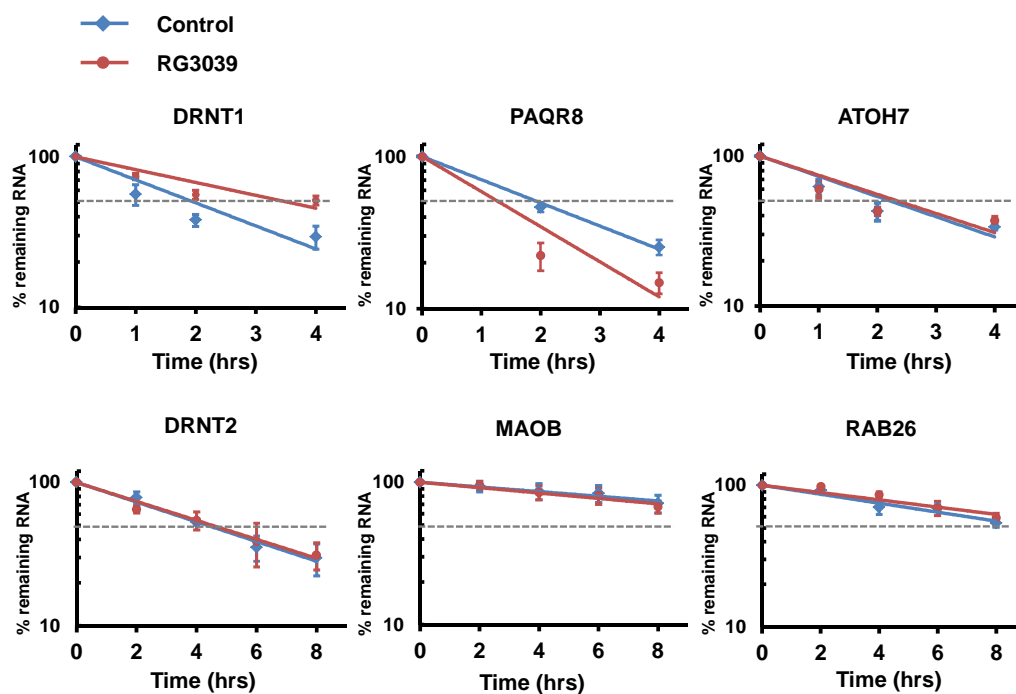 Control
RG3039
DRNT1
PAQR8
ATOH7
% remaining RNA
100
10
0 1 2 3 4
Time (hrs)
% remaining RNA
100
10
0 1 2 3 4
Time (hrs)
% remaining RNA
100
10
0 1 2 3 4
Time (hrs)
DRNT2
MAOB
RAB26
% remaining RNA
100
10
0 2 4 6 8
Time (hrs)
% remaining RNA
100
10
0 2 4 6 8
Time (hrs)
% remaining RNA
100
10
0 2 4 6 8
Time (hrs)